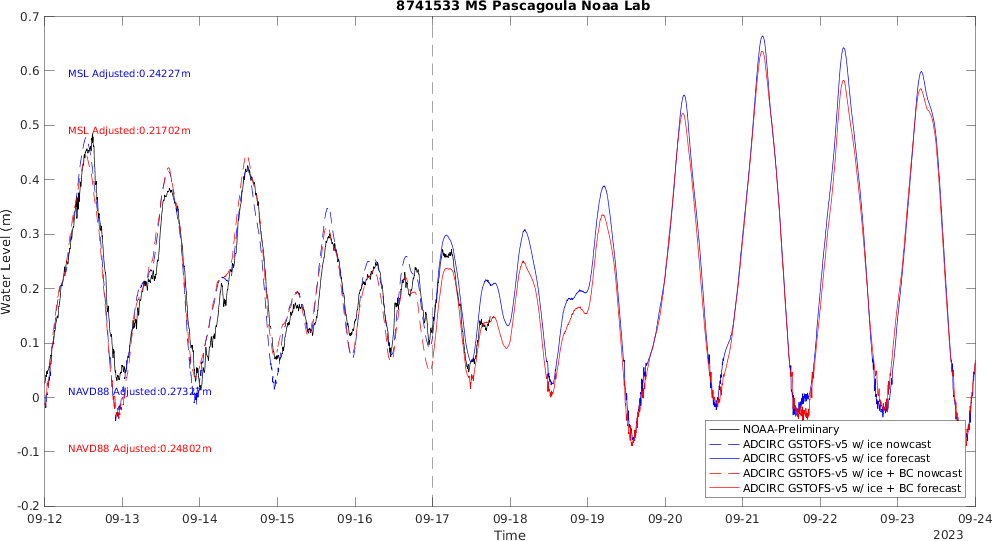 8741533 MS Pascagoula Noaa Lab
0.7
0.6
0.5
0.4
0.3
0.2
0.1
0
-0.1
-0.2
Water Level (m)
MSL Adjusted:0.24227m
MSL Adjusted:0.21702m
NAVD88 Adjusted:0.27327m
NAVD88 Adjusted:0.24802m
NOAA-Preliminary
ADCIRC GSTOFS-v5 w/ ice nowcast
ADCIRC GSTOFS-v5 w/ ice forecast
ADCIRC GSTOFS-v5 w/ ice + BC nowcast
ADCIRC GSTOFS-v5 w/ ice + BC forecast
09-12 09-13 09-14 09-15 09-16 09-17 09-18 09-19 09-20 09-21 09-22 09-23 09-24
Time
2023